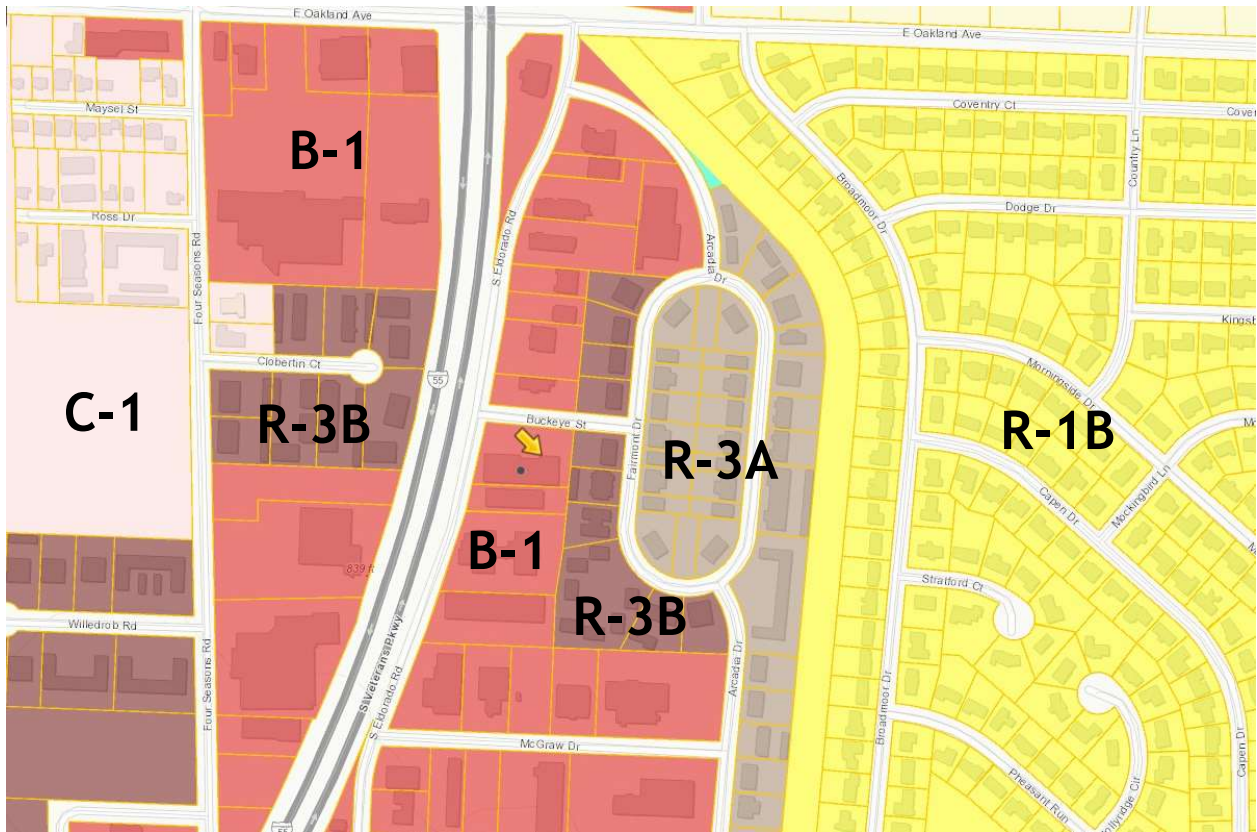 E Oakland Ave
E Oakland Ave
Maysel St
Coventry Ct
B-1
Country Ln
Ross Dr
Broadmoor Dr
Dodge Dr
S Eldorado Rd
Arcadia Dr
Four Seasons Rd
Clobertin Ct
55
Morningside Dr
C-1
R-3B
Buckeye St
Fairmont Dr
R-3A
R-1B
Mockingbird Ln
Capen Dr
B-1
839 ft
Stratford Ct
R-3B
Willedrob Rd
Four Seasons Rd
S Veterans Pkwy
S Eldorado Rd
Arcadia Dr
Broadmoor Dr
Capen Dr
McGraw Dr
Pheasant Run
55